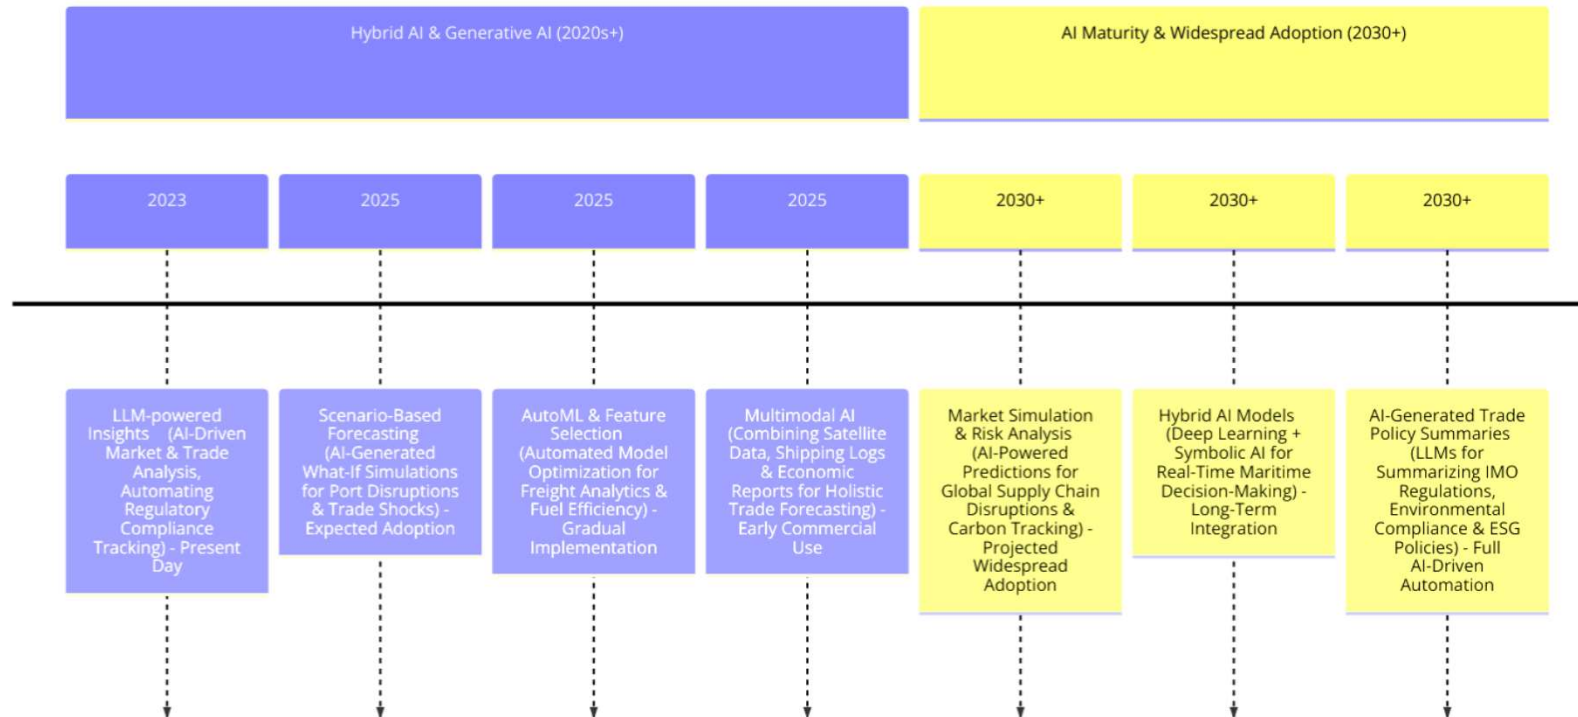 Hybrid AI & Generative AI (2020s+)
AI Maturity & Widespread Adoption (2030+)
2023
2025
2025
2025
2030+
2030+
2030+
LLM-powered
Insights (AI-Driven
Market & Trade
Analysis,
Automating
Regulatory
Compliance
Tracking) - Present
Day
Scenario-Based
Forecasting
(AI-Generated
What-If Simulations
for Port Disruptions
& Trade Shocks) -
Expected Adoption
AutoML & Feature
Selection
(Automated Model
Optimization for
Freight Analytics &
Fuel Efficiency) -
Gradual
Implementation
Multimodal AI
(Combining Satellite
Data, Shipping Logs
& Economic
Reports for Holistic
Trade Forecasting) -
Early Commercial
Use
Market Simulation
& Risk Analysis
(AI-Powered
Predictions for
Global Supply Chain
Disruptions &
Carbon Tracking) -
Projected
Widespread
Adoption
Hybrid AI Models
(Deep Learning +
Symbolic AI for
Real-Time Maritime
Decision-Making) -
Long-Term
Integration
AI-Generated Trade
Policy Summaries
(LLMs for
Summarizing IMO
Regulations,
Environmental
Compliance & ESG
Policies) - Full
AI-Driven
Automation